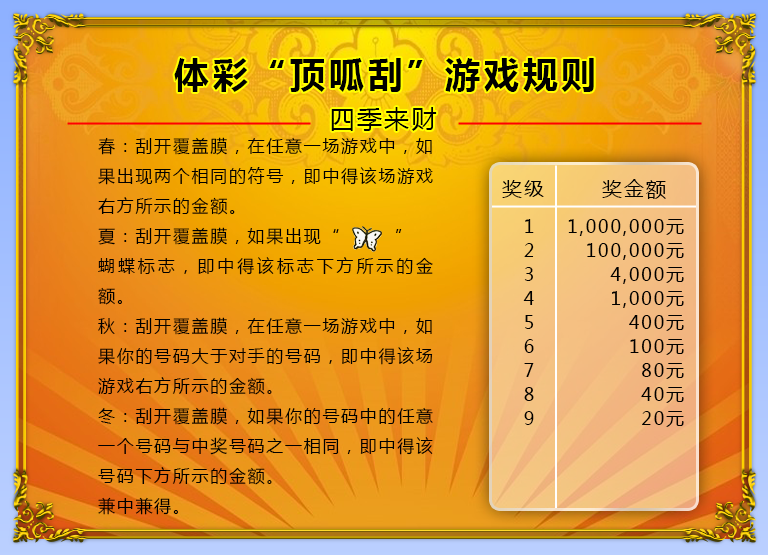 体彩“顶呱刮”游戏规则
四季来财
春：刮开覆盖膜，在任意一场游戏中，如
果出现两个相同的符号，即中得该场游戏
右方所示的金额。
夏：刮开覆盖膜，如果出现“ ”
蝴蝶标志，即中得该标志下方所示的金
额。
秋：刮开覆盖膜，在任意一场游戏中，如
果你的号码大于对手的号码，即中得该场
游戏右方所示的金额。
冬：刮开覆盖膜，如果你的号码中的任意
一个号码与中奖号码之一相同，即中得该
号码下方所示的金额。
兼中兼得。
奖级 奖金额
1 1,000,000元
2 100,000元
3 4,000元
4 1,000元
5 400元
6 100元
7 80元
8 40元
9 20元